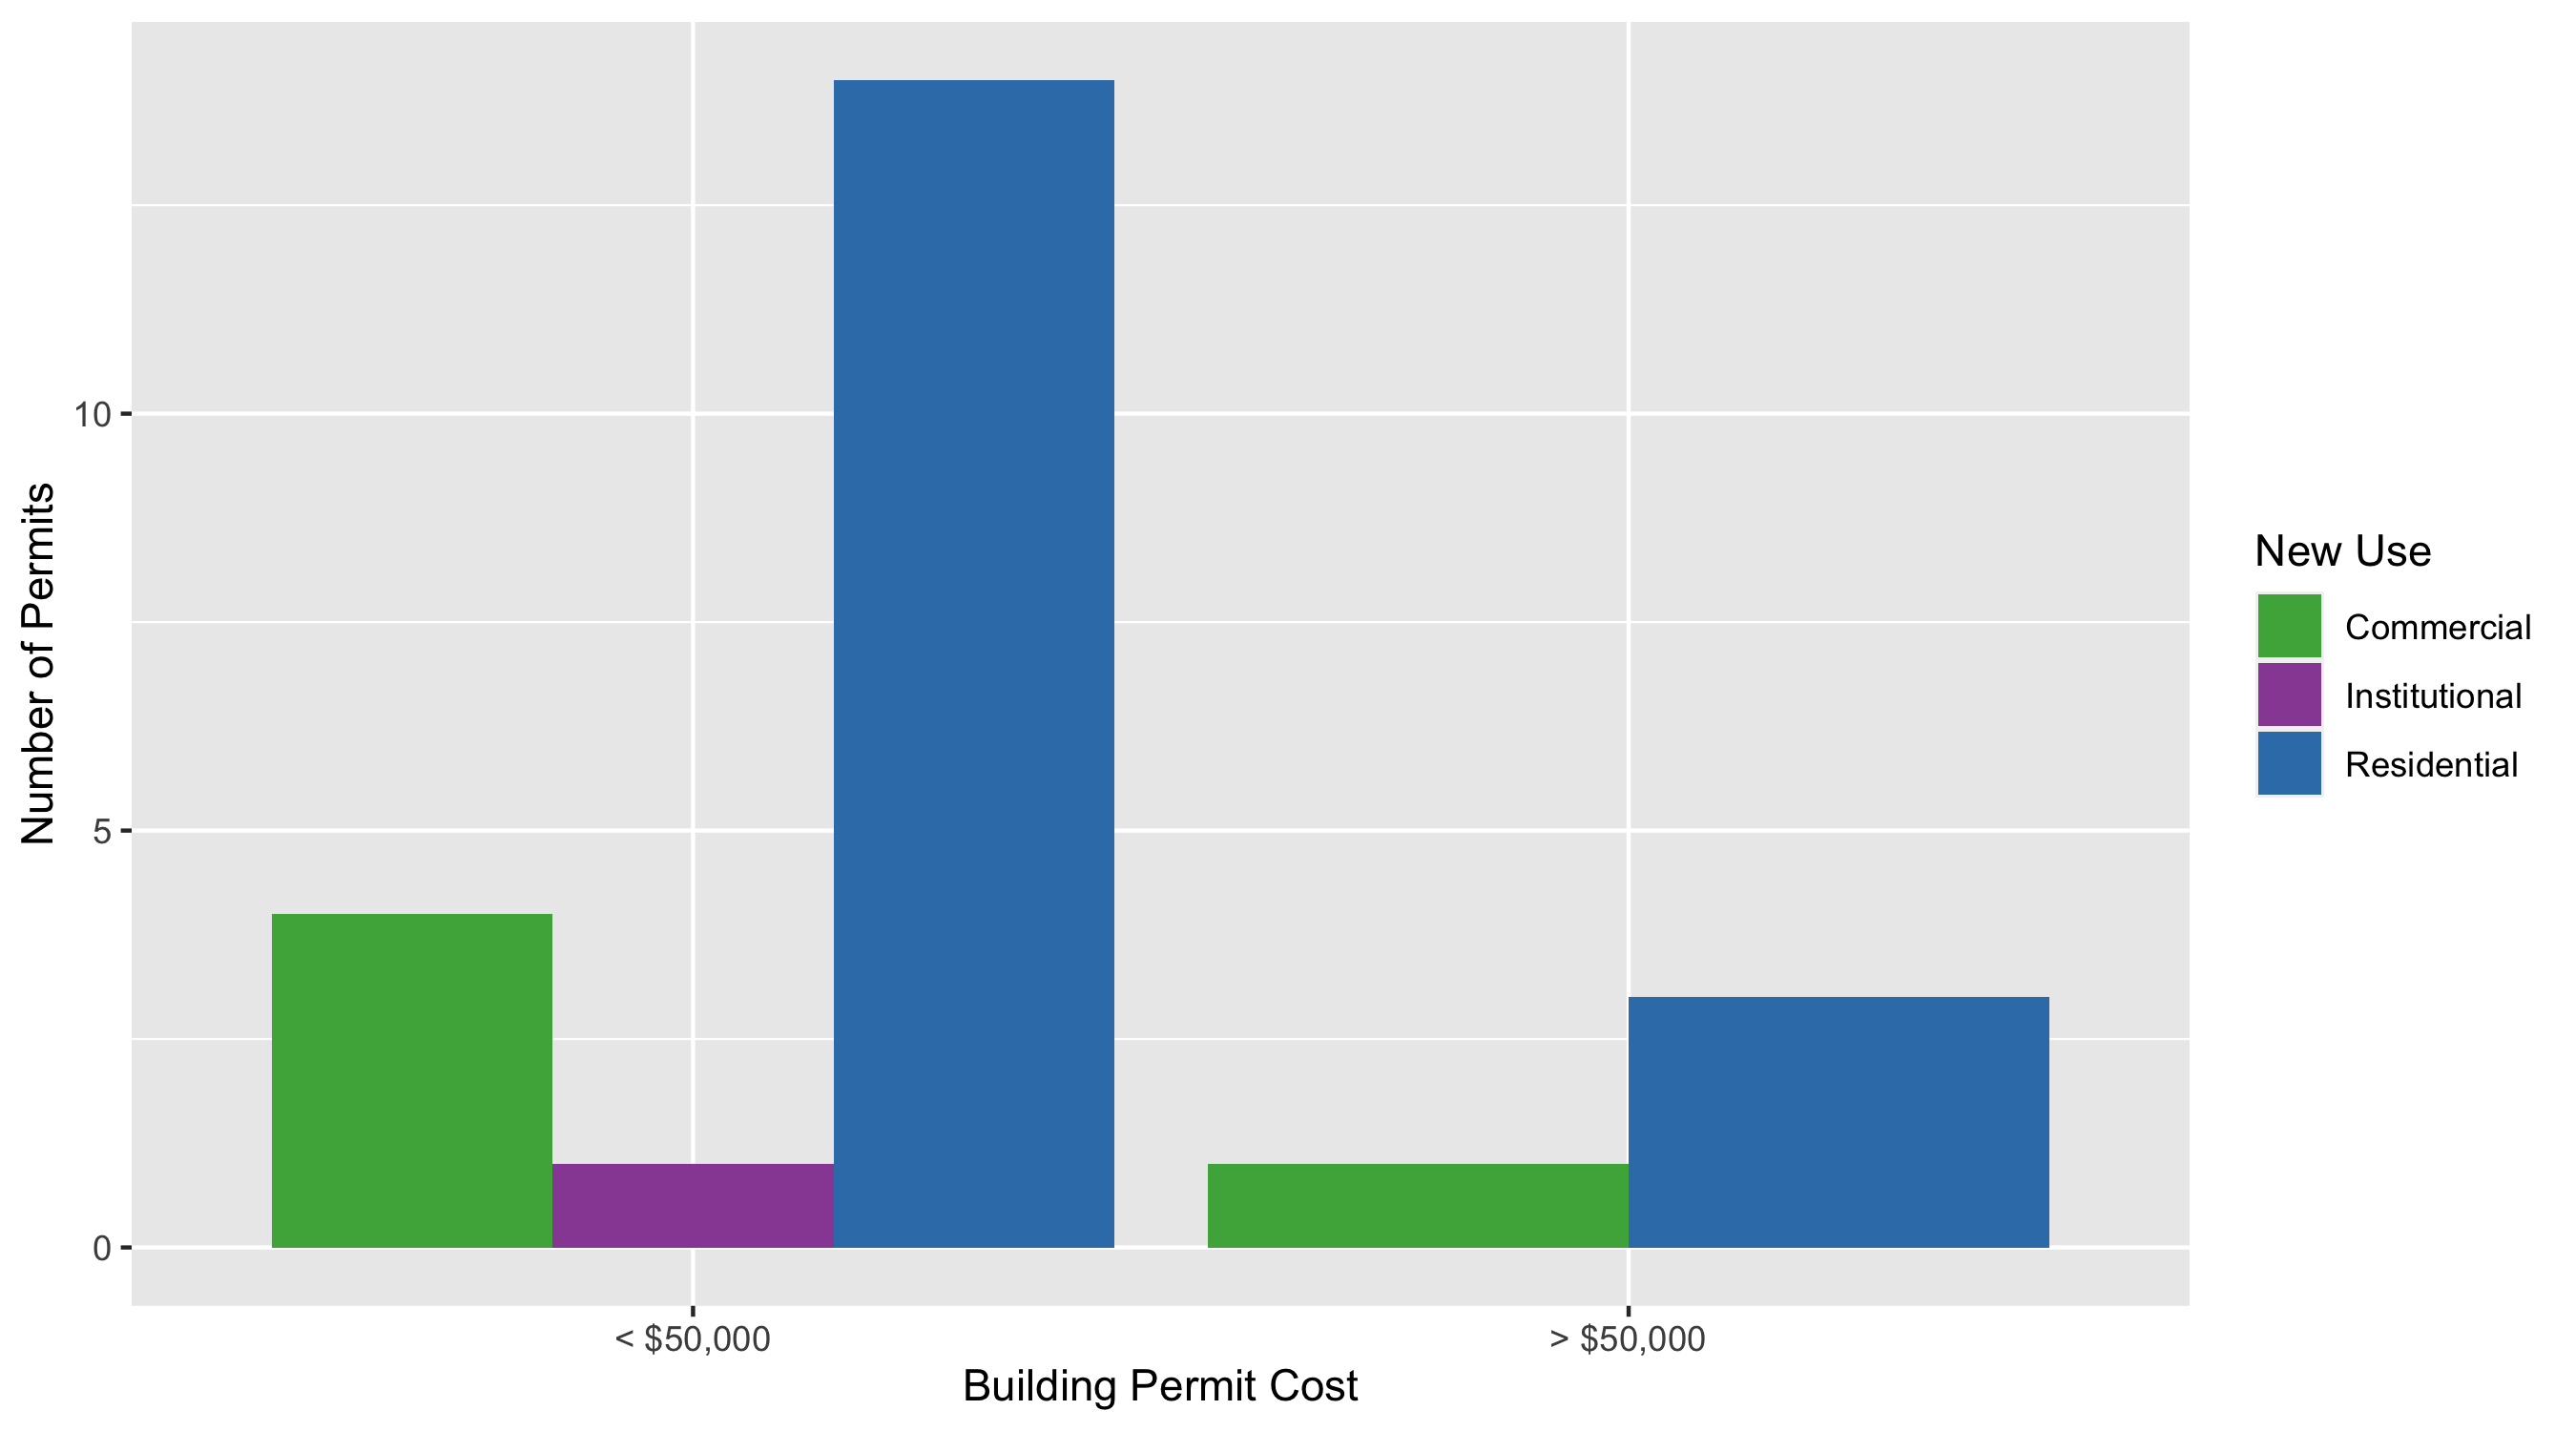 Number of Permits
10
5
0
< $50,000
> $50,000
Building Permit Cost
New Use
Commercial
Institutional
Residential